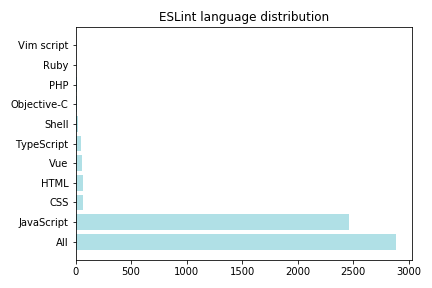 ESLint language distribution
Vim script
Ruby
PHP
Objective-C
Shell
TypeScript
Vue
HTML
CSS
JavaScript
All
0 500 1000 1500 2000 2500 3000